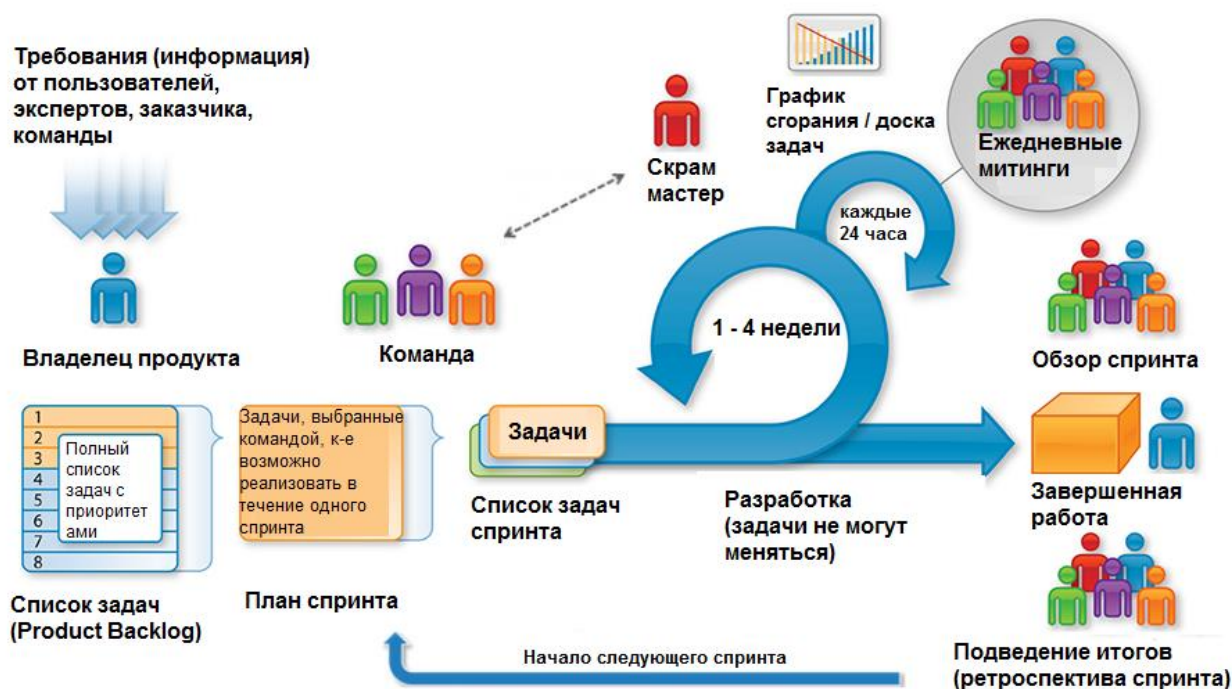 Требования (информация)
от пользователей,
экспертов, заказчика,
команды
Владелец продукта
Команда
Скрам
мастер
График
сгорания / доска
задач
Ежедневные
митинги
каждые
24 часа
1 - 4 недели
Обзор спринта
1
2
3
4
5
6
7
8
Полный
список
задач с
приоритет
ами
Список задач
(Product Backlog)
Задачи, выбранные
командой, к-е
возможно
реализовать в
течение одного
спринта
План спринта
Задачи
Список задач
спринта
Разработка
(задачи не могут
меняться)
Завершенная
работа
Начало следующего спринта
Подведение итогов
(ретроспектива спринта)